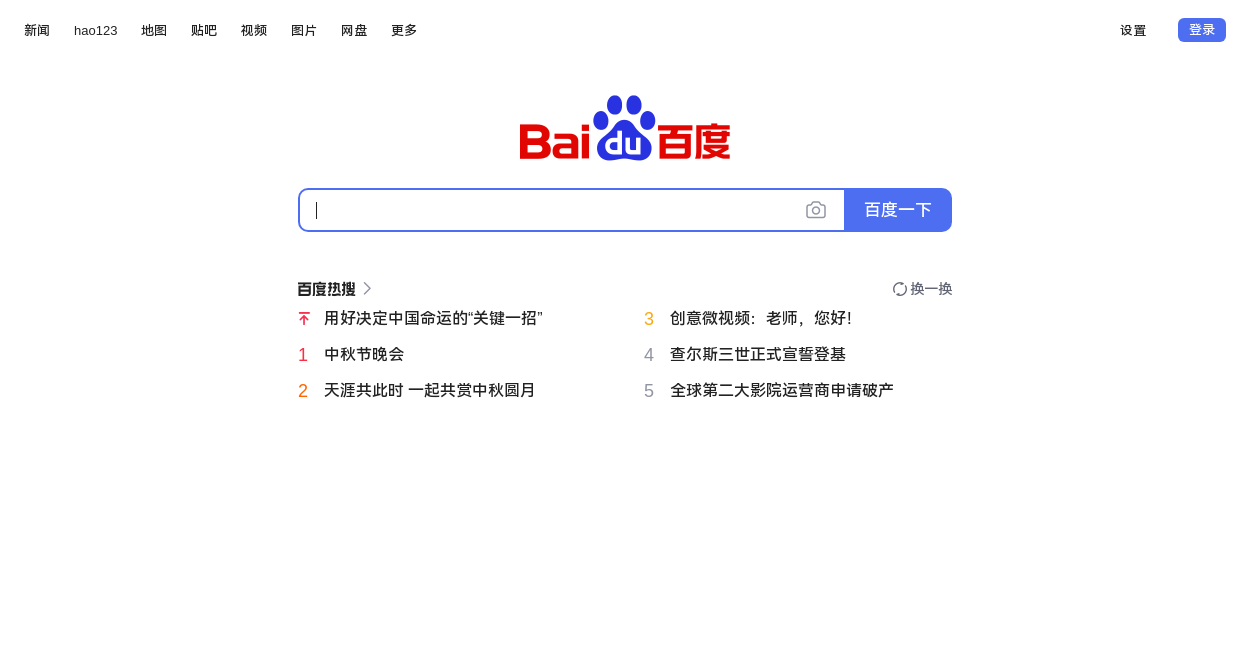 新闻 hao123 地图 贴吧 视频 图片 网盘 更多 设置 登录
Bai du 百度
百度一下
百度热搜 换一换
用好决定中国命运的“关键一招”
1 中秋节晚会
2 天涯共此时 一起共赏中秋圆月
3 创意微视频：老师，您好！
4 查尔斯三世正式宣誓登基
5 全球第二大影院运营商申请破产